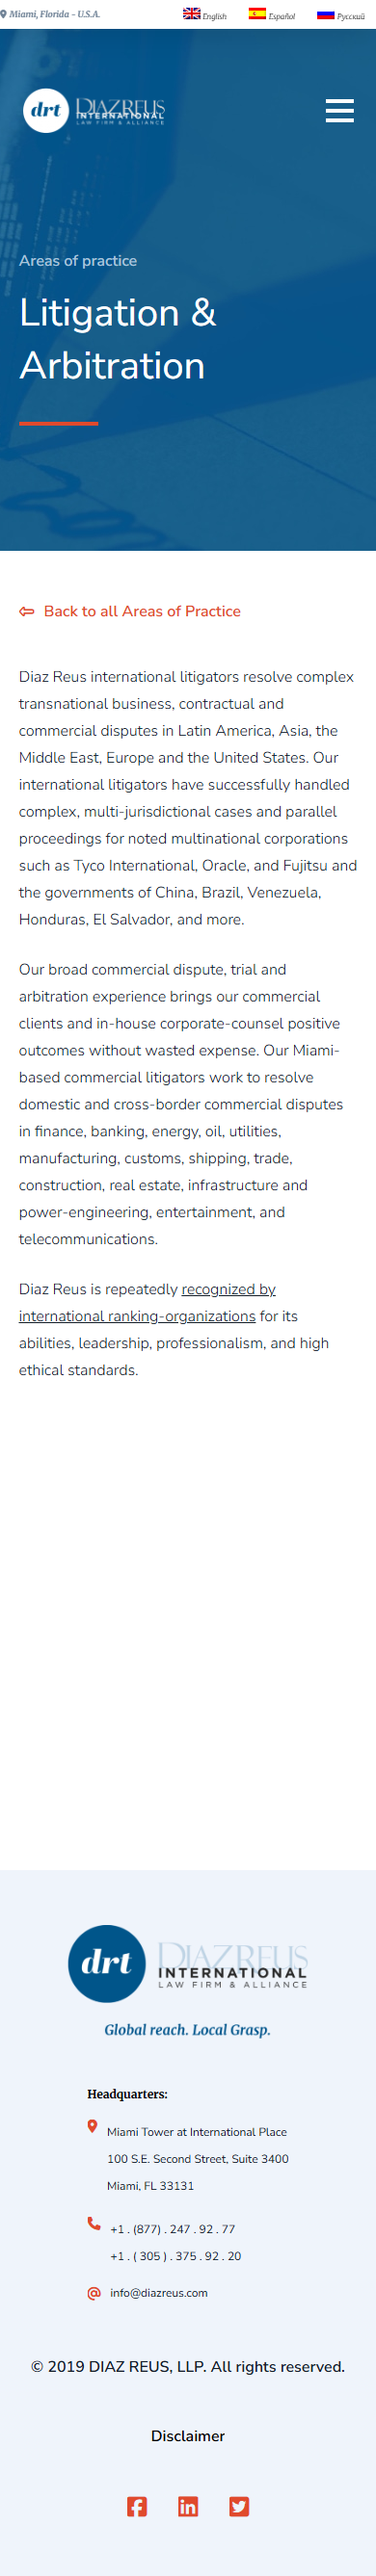 Miami, Florida - U.S.A.
English
Español
Русский
drt DIAZREUS
INTERNATIONAL
LAW FIRM & ALLIANCE
Areas of practice
Litigation &
Arbitration
Back to all Areas of Practice
Diaz Reus international litigators resolve complex
transnational business, contractual and
commercial disputes in Latin America, Asia, the
Middle East, Europe and the United States. Our
international litigators have successfully handled
complex, multi-jurisdictional cases and parallel
proceedings for noted multinational corporations
such as Tyco International, Oracle, and Fujitsu and
the governments of China, Brazil, Venezuela,
Honduras, El Salvador, and more.
Our broad commercial dispute, trial and
arbitration experience brings our commercial
clients and in-house corporate-counsel positive
outcomes without wasted expense. Our Miami-
based commercial litigators work to resolve
domestic and cross-border commercial disputes
in finance, banking, energy, oil, utilities,
manufacturing, customs, shipping, trade,
construction, real estate, infrastructure and
power-engineering, entertainment, and
telecommunications.
Diaz Reus is repeatedly recognized by
international ranking-organizations for its
abilities, leadership, professionalism, and high
ethical standards.
drt DIAZREUS
INTERNATIONAL
LAW FIRM & ALLIANCE
Global reach. Local Grasp.
Headquarters:
Miami Tower at International Place
100 S.E. Second Street, Suite 3400
Miami, FL 33131
+1 . (877) . 247 . 92 . 77
+1 . ( 305 ) . 375 . 92 . 20
info@diazreus.com
© 2019 DIAZ REUS, LLP. All rights reserved.
Disclaimer